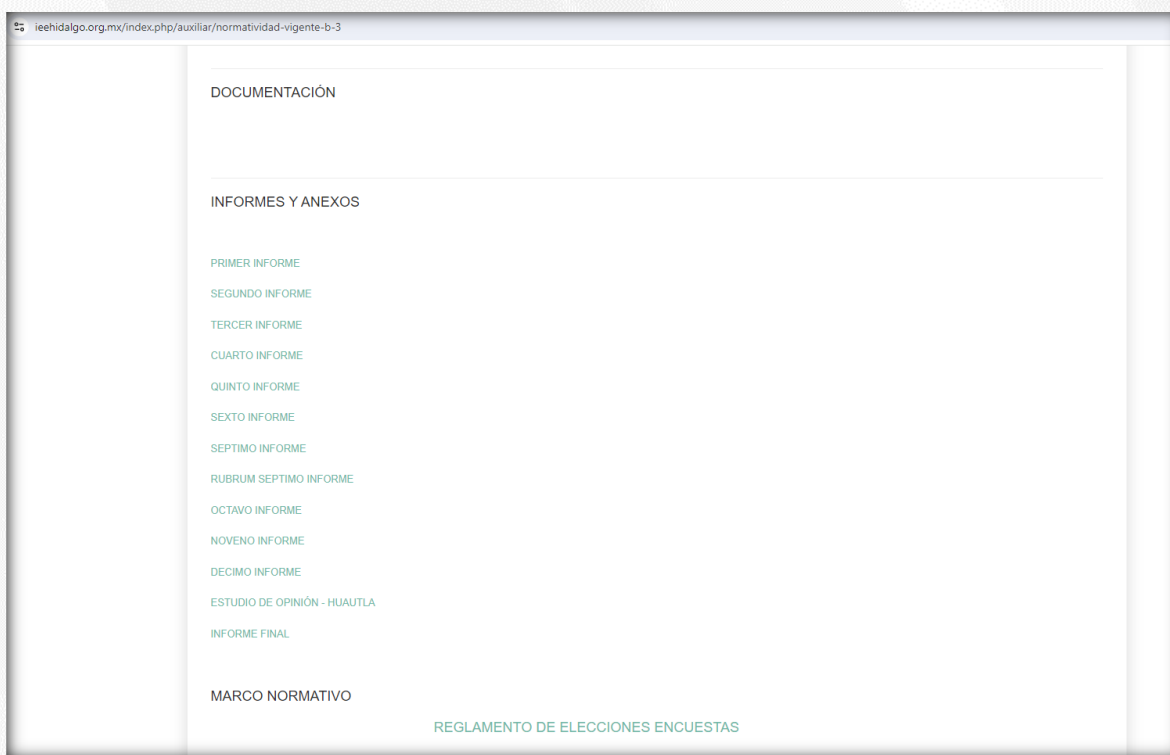 ieehidalgo.org.mx/index.php/auxiliar/normatividad-vigente-b-3
DOCUMENTACIÓN
INFORMES Y ANEXOS
PRIMER INFORME
SEGUNDO INFORME
TERCER INFORME
CUARTO INFORME
QUINTO INFORME
SEXTO INFORME
SEPTIMO INFORME
RUBRUM SEPTIMO INFORME
OCTAVO INFORME
NOVENO INFORME
DECIMO INFORME
ESTUDIO DE OPINIÓN - HUAUTLA
INFORME FINAL
MARCO NORMATIVO
REGLAMENTO DE ELECCIONES ENCUESTAS